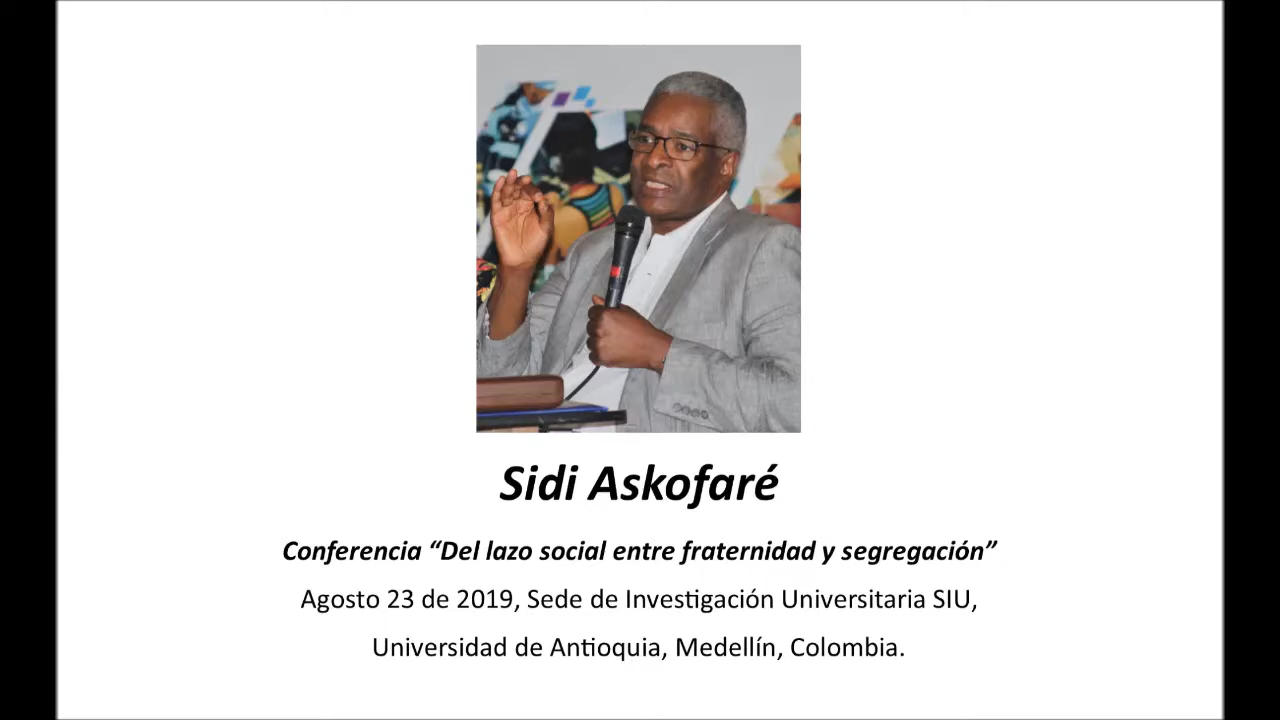 Sidi Askofaré
Conferencia “Del lazo social entre fraternidad y segregación”
Agosto 23 de 2019, Sede de Investigación Universitaria SIU,
Universidad de Antioquia, Medellín, Colombia.